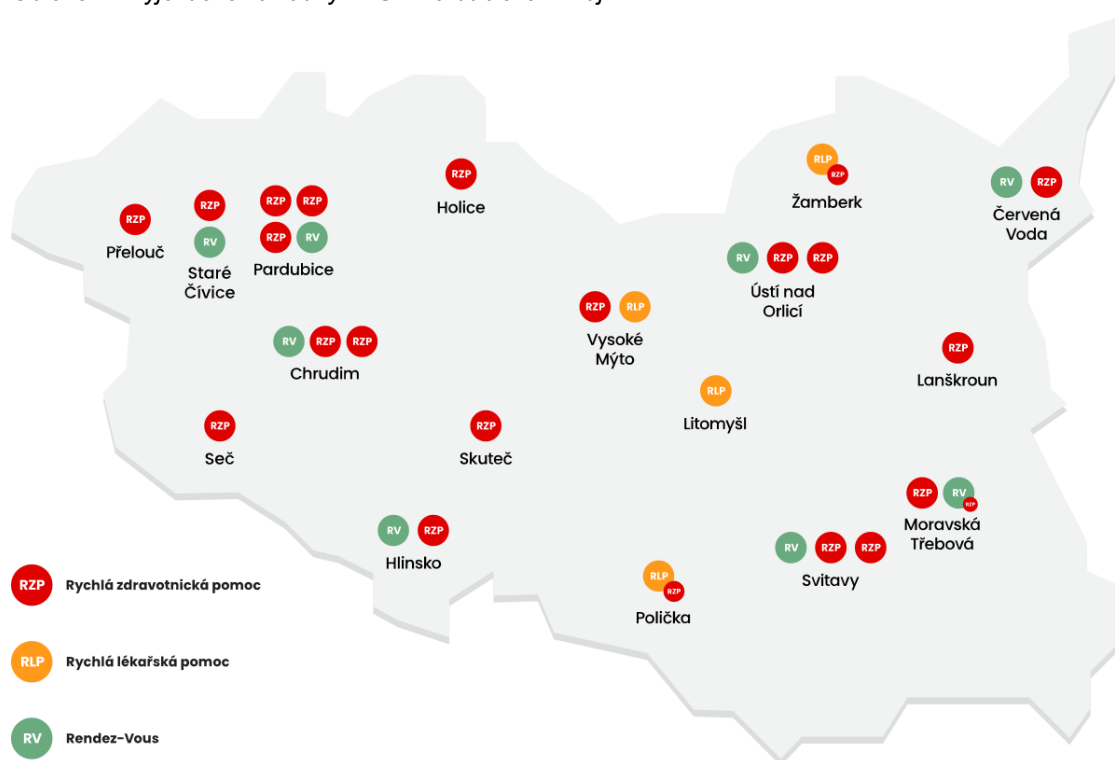 RZP
Holice
RLP
RZP
Žamberk
RV RZP
Červená
Voda
RZP
Přelouč
RZP
RV
Staré
Čívice
RZP RZP
RZP RV
Pardubice
RV RZP RZP
Ústí nad
Orlicí
RZP RLP
Vysoké
Mýto
RV RZP RZP
Chrudim
RZP
Lanškroun
RLP
Litomyšl
RZP
Seč
RZP
Skuteč
RZP RV
RZP
Moravská
Třebová
RV RZP
Hlinsko
RV RZP RZP
Svitavy
RLP
RZP
Polička
RZP Rychlá zdravotnická pomoc
RLP Rychlá lékařská pomoc
RV Rendez-Vous